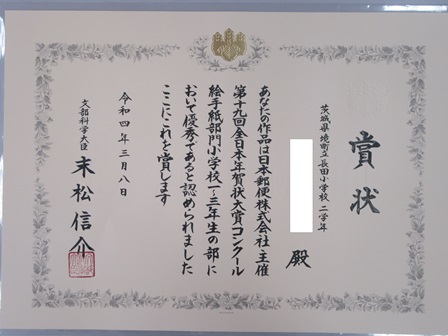 賞状
茨城県境町立長田小学校 二学年
殿
あなたの作品は日本郵便株式会社主催
第十九回全日本年賀状大賞コンクール
絵手紙部門小学校一~三年生の部に
おいて優秀であると認められました
ここにこれを賞します
令和四年三月八日
文部科学大臣
末松信介